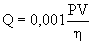 Q = 0,001 PV/η